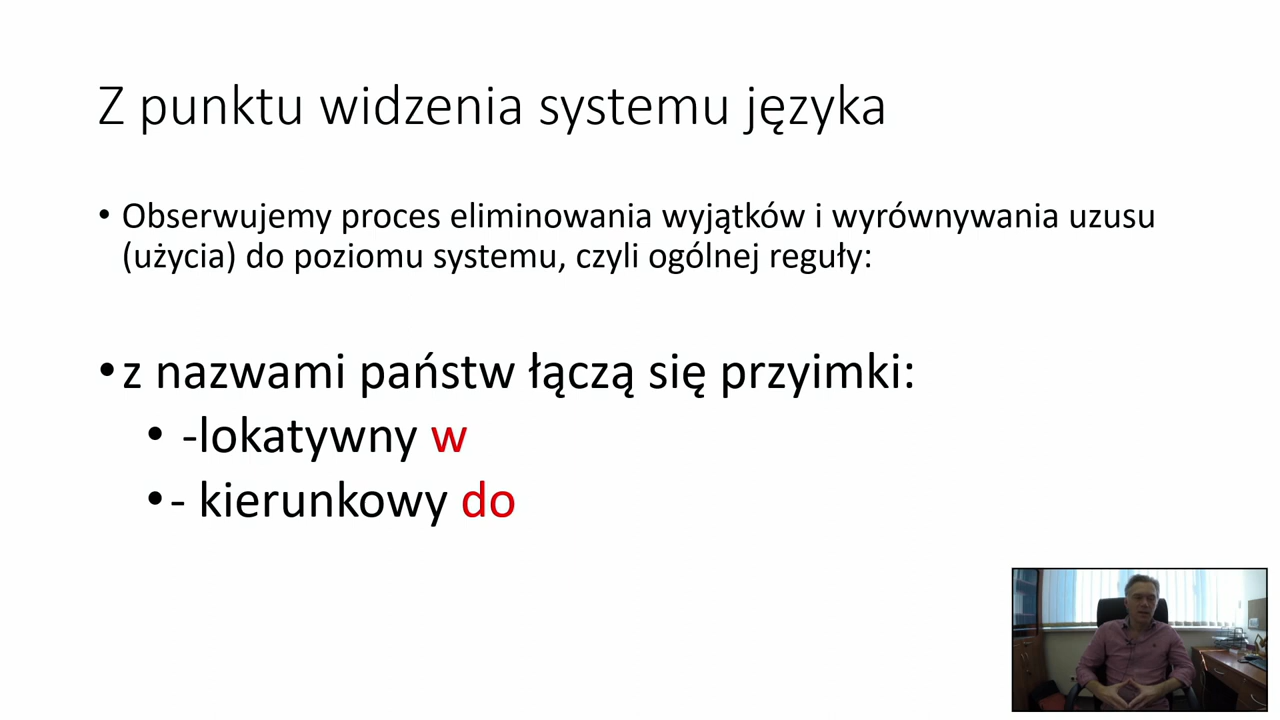 Z punktu widzenia systemu języka
• Obserwujemy proces eliminowania wyjątków i wyrównywania uzusu
(użycia) do poziomu systemu, czyli ogólnej reguły:
• z nazwami państw łączą się przyimki:
• -lokatywny w
• - kierunkowy do